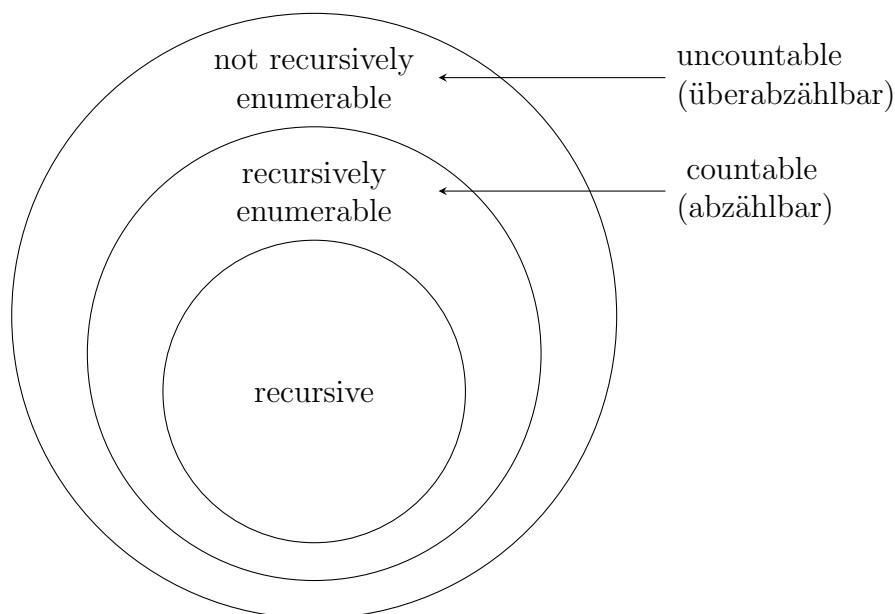 not recursively
enumerable
uncountable
(überabzählbar)
recursively
enumerable
countable
(abzählbar)
recursive